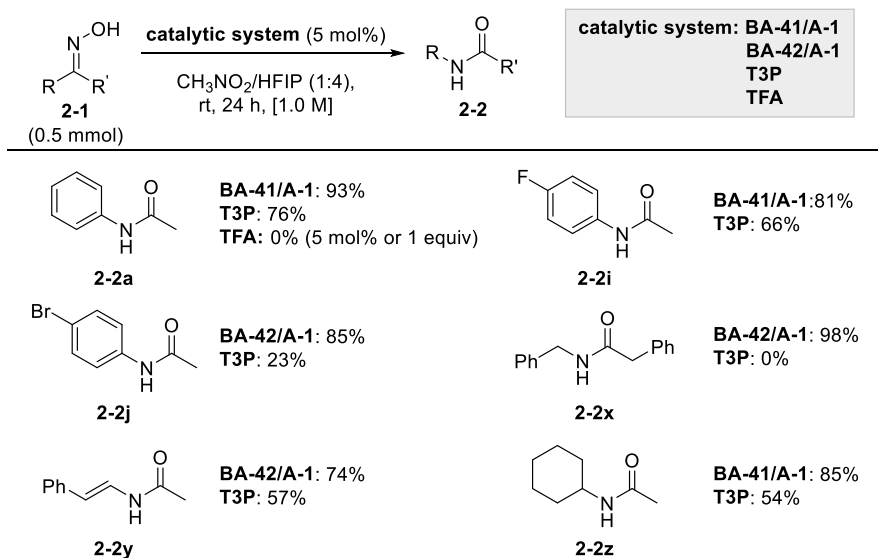 N OH
R R'
2-1
(0.5 mmol)
catalytic system (5 mol%)
CH3NO2/HFIP (1:4),
rt, 24 h, [1.0 M]
R N H O R'
2-2
catalytic system: BA-41/A-1
BA-42/A-1
T3P
TFA
O
N
H
BA-41/A-1: 93%
T3P: 76%
TFA: 0% (5 mol% or 1 equiv)
2-2a
F
O
N
H
BA-41/A-1:81%
T3P: 66%
2-2i
Br
O
N
H
BA-42/A-1: 85%
T3P: 23%
2-2j
O
Ph N Ph
H
BA-42/A-1: 98%
T3P: 0%
2-2x
O
Ph N
H
BA-42/A-1: 74%
T3P: 57%
2-2y
O
N
H
BA-41/A-1: 85%
T3P: 54%
2-2z